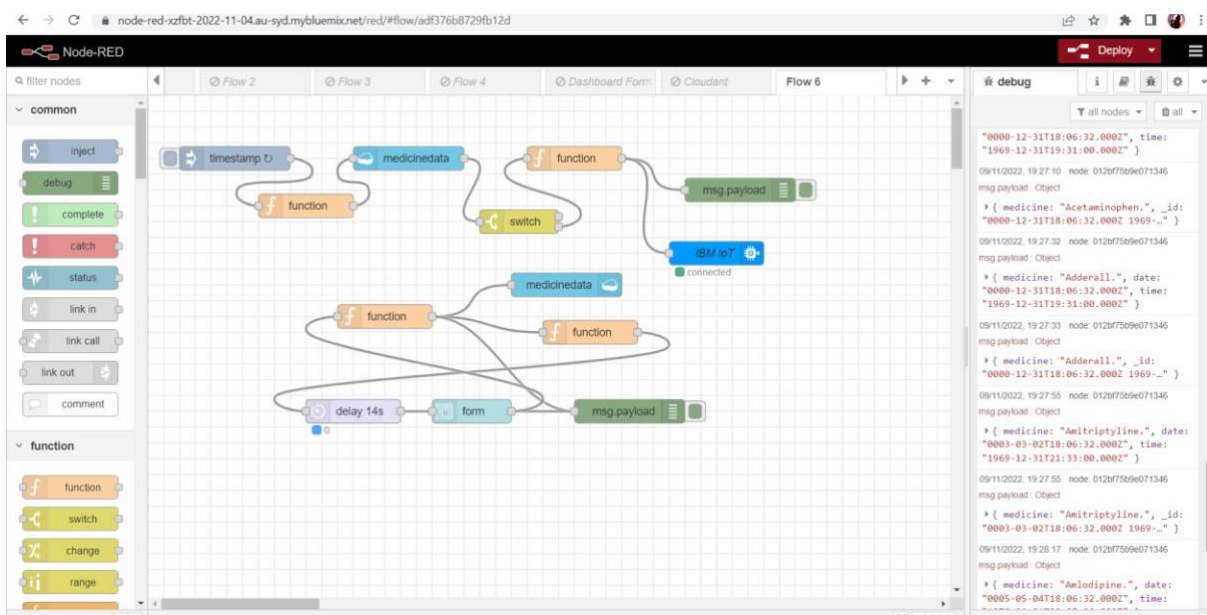 node-red-xzfbt-2022-11-04.au-syd.mybluemix.net/red/#flow/adf376b8729fb12d
Node-RED
Deploy
filter nodes
Flow 2
Flow 3
Flow 4
Dashboard Form
Cloudant
Flow 6
debug
i
common
inject
debug
complete
catch
status
link in
link call
link out
comment
function
function
switch
change
range
timestamp ↻
function
medicinedata
switch
function
msg.payload
IBM IoT
connected
medicinedata
function
function
delay 14s
0
form
msg.payload
all nodes
all
"0000-12-31T18:06:32.000Z", time:
"1969-12-31T19:31:00.000Z" }
09/11/2022, 19:27:10 node: 012bf75b9e071346
msg.payload : Object
{ medicine: "Acetaminophen.", _id:
"0000-12-31T18:06:32.000Z 1969-…" }
09/11/2022, 19:27:32 node: 012bf75b9e071346
msg.payload : Object
{ medicine: "Adderall.", date:
"0000-12-31T18:06:32.000Z", time:
"1969-12-31T19:31:00.000Z" }
09/11/2022, 19:27:33 node: 012bf75b9e071346
msg.payload : Object
{ medicine: "Adderall.", _id:
"0000-12-31T18:06:32.000Z 1969-…" }
09/11/2022, 19:27:55 node: 012bf75b9e071346
msg.payload : Object
{ medicine: "Amitriptyline.", date:
"0003-03-02T18:06:32.000Z", time:
"1969-12-31T21:33:00.000Z" }
09/11/2022, 19:27:55 node: 012bf75b9e071346
msg.payload : Object
{ medicine: "Amitriptyline.", _id:
"0003-03-02T18:06:32.000Z 1969-…" }
09/11/2022, 19:28:17 node: 012bf75b9e071346
msg.payload : Object
{ medicine: "Amlodipine.", date:
"0005-05-04T18:06:32.000Z", time: